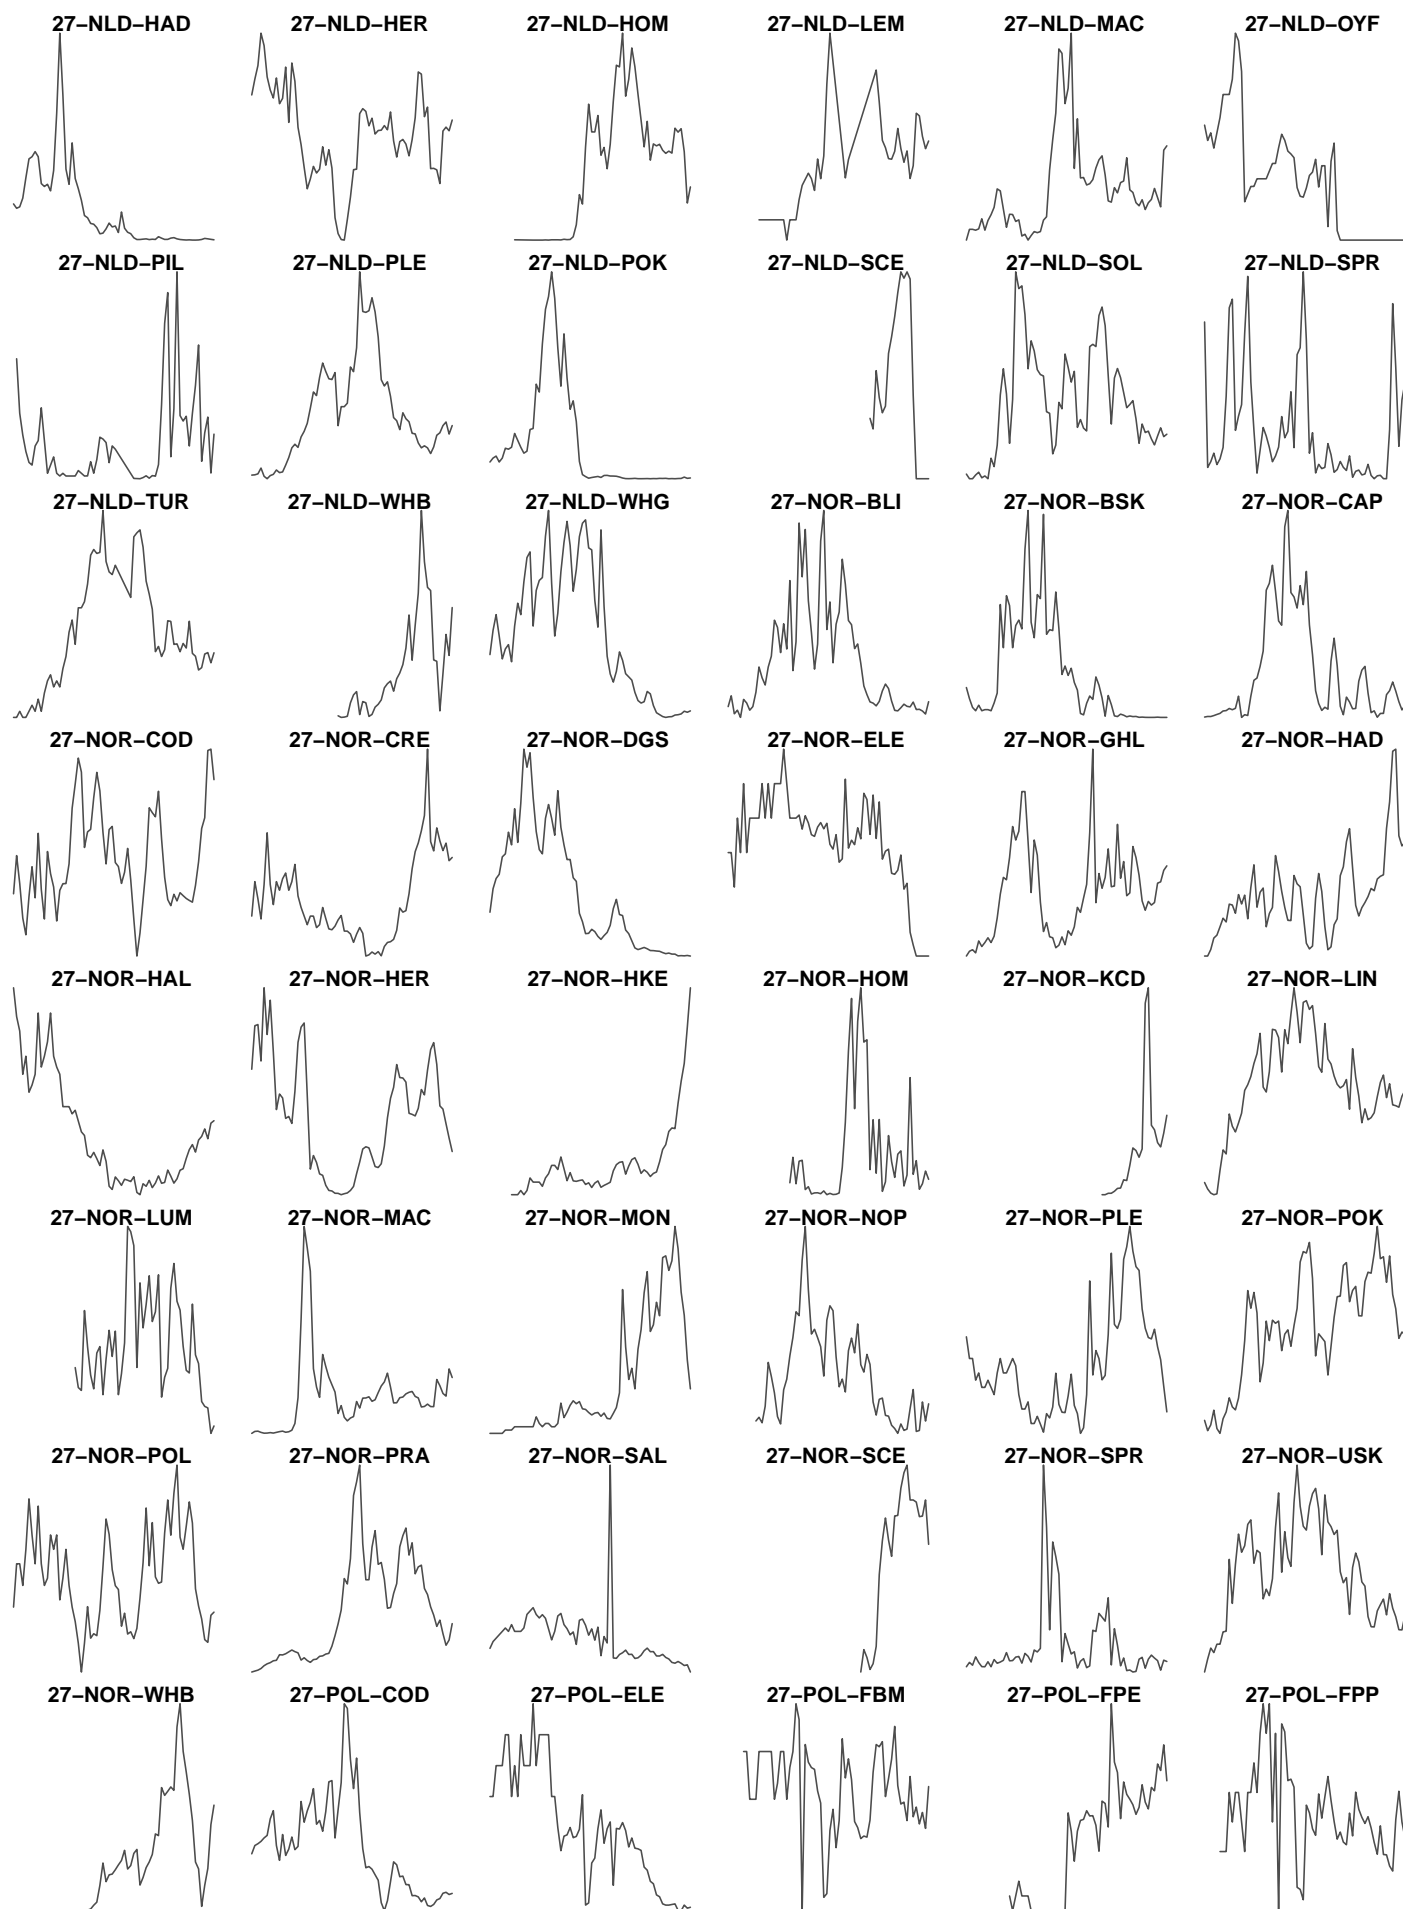 27−NLD−HAD 27−NLD−HER 27−NLD−HOM 27−NLD−LEM 27−NLD−MAC 27−NLD−OYF
27−NLD−PIL 27−NLD−PLE 27−NLD−POK 27−NLD−SCE 27−NLD−SOL 27−NLD−SPR
27−NLD−TUR 27−NLD−WHB 27−NLD−WHG 27−NOR−BLI 27−NOR−BSK 27−NOR−CAP
27−NOR−COD 27−NOR−CRE 27−NOR−DGS 27−NOR−ELE 27−NOR−GHL 27−NOR−HAD
27−NOR−HAL 27−NOR−HER 27−NOR−HKE 27−NOR−HOM 27−NOR−KCD 27−NOR−LIN
27−NOR−LUM 27−NOR−MAC 27−NOR−MON 27−NOR−NOP 27−NOR−PLE 27−NOR−POK
27−NOR−POL 27−NOR−PRA 27−NOR−SAL 27−NOR−SCE 27−NOR−SPR 27−NOR−USK
27−NOR−WHB 27−POL−COD 27−POL−ELE 27−POL−FBM 27−POL−FPE 27−POL−FPP